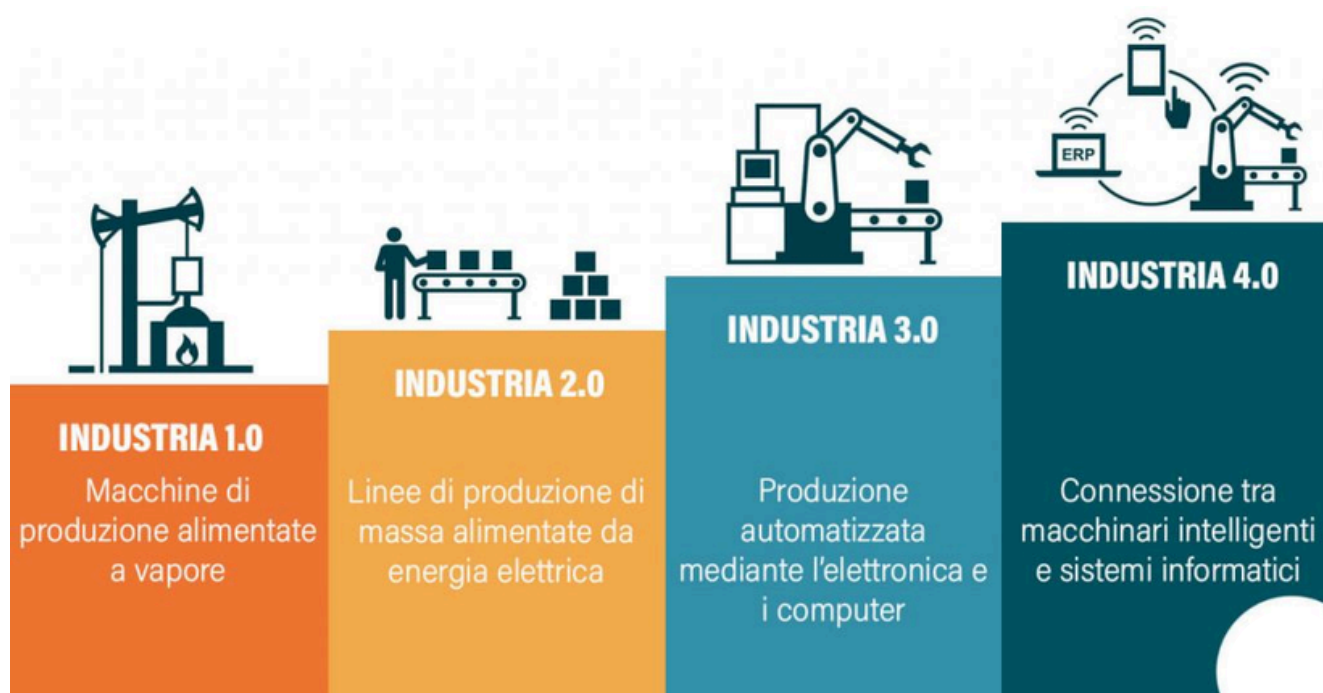 INDUSTRIA 1.0
Macchine di
produzione alimentate
a vapore
INDUSTRIA 2.0
Linee di produzione di
massa alimentate da
energia elettrica
INDUSTRIA 3.0
Produzione
automatizzata
mediante l'elettronica e
i computer
ERP
INDUSTRIA 4.0
Connessione tra
macchinari intelligenti
e sistemi informatici